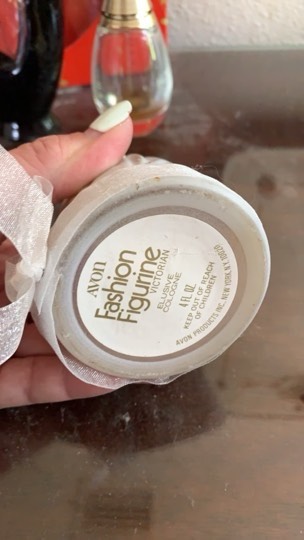 AVON
Fashion
Figurine
VICTORIAN
ELUSIVE
COLOGNE
4 FL. OZ.
KEEP OUT OF REACH
OF CHILDREN
AVON PRODUCTS INC. NEW YORK, N.Y. 10020